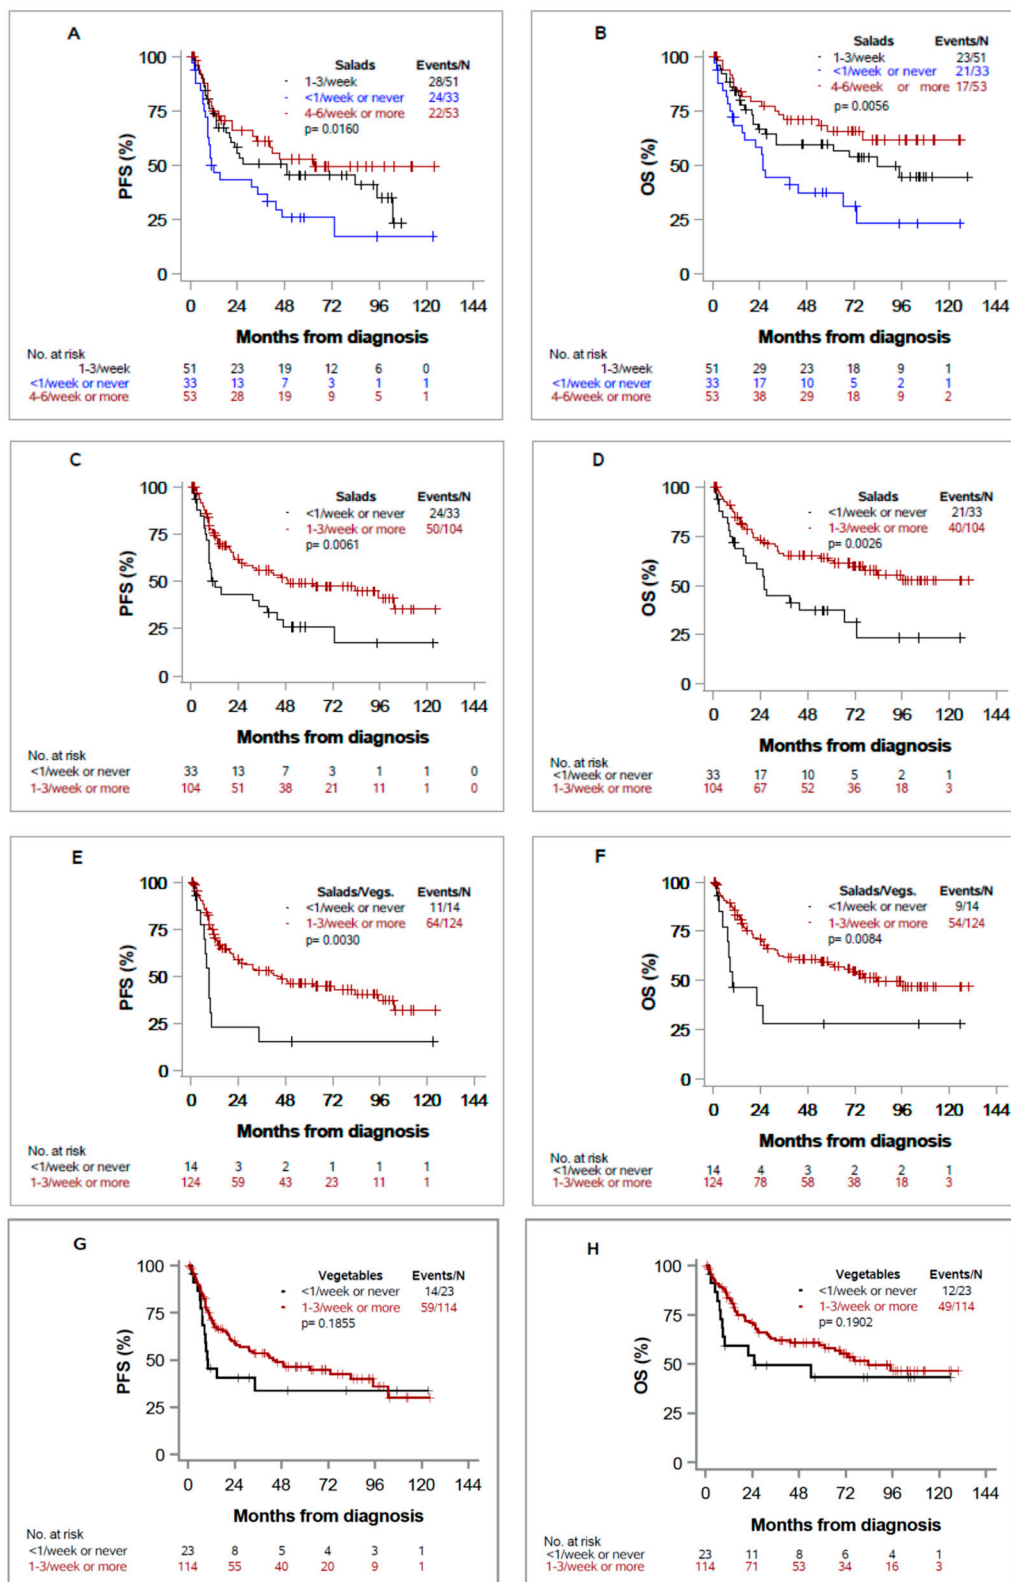 A
Salads Events/N
1-3/week 28/51
<1/week or never 24/33
4-6/week or more 22/53
p= 0.0160
PFS (%)
100
75
50
25
0
0 24 48 72 96 120 144
Months from diagnosis
No. at risk
1-3/week 51 23 19 12 6 0
<1/week or never 33 13 7 3 1 1
4-6/week or more 53 28 19 9 5 1
B
Salads Events/N
1-3/week 23/51
<1/week or never 21/33
4-6/week or more 17/53
p= 0.0056
OS (%)
100
75
50
25
0
0 24 48 72 96 120 144
Months from diagnosis
No. at risk
1-3/week 51 29 23 18 9 1
<1/week or never 33 17 10 5 2 1
4-6/week or more 53 38 29 18 9 2
C
Salads Events/N
<1/week or never 24/33
1-3/week or more 50/104
p= 0.0061
PFS (%)
100
75
50
25
0
0 24 48 72 96 120 144
Months from diagnosis
No. at risk
<1/week or never 33 13 7 3 1 1 0
1-3/week or more 104 51 38 21 11 1 0
D
Salads Events/N
<1/week or never 21/33
1-3/week or more 40/104
p= 0.0026
OS (%)
100
75
50
25
0
0 24 48 72 96 120 144
Months from diagnosis
No. at risk
<1/week or never 33 17 10 5 2 1
1-3/week or more 104 67 52 36 18 3
E
Salads/Vegs. Events/N
<1/week or never 11/14
1-3/week or more 64/124
p= 0.0030
PFS (%)
100
75
50
25
0
0 24 48 72 96 120 144
Months from diagnosis
No. at risk
<1/week or never 14 3 2 1 1 1
1-3/week or more 124 59 43 23 11 1
F
Salads/Vegs. Events/N
<1/week or never 9/14
1-3/week or more 54/124
p= 0.0084
OS (%)
100
75
50
25
0
0 24 48 72 96 120 144
Months from diagnosis
No. at risk
<1/week or never 14 4 3 2 2 1
1-3/week or more 124 78 58 38 18 3
G
Vegetables Events/N
<1/week or never 14/23
1-3/week or more 59/114
p= 0.1855
PFS (%)
100
75
50
25
0
0 24 48 72 96 120 144
Months from diagnosis
No. at risk
<1/week or never 23 8 5 4 3 1
1-3/week or more 114 55 40 20 9 1
H
Vegetables Events/N
<1/week or never 12/23
1-3/week or more 49/114
p= 0.1902
OS (%)
100
75
50
25
0
0 24 48 72 96 120 144
Months from diagnosis
No. at risk
<1/week or never 23 11 8 6 4 1
1-3/week or more 114 71 53 34 16 3